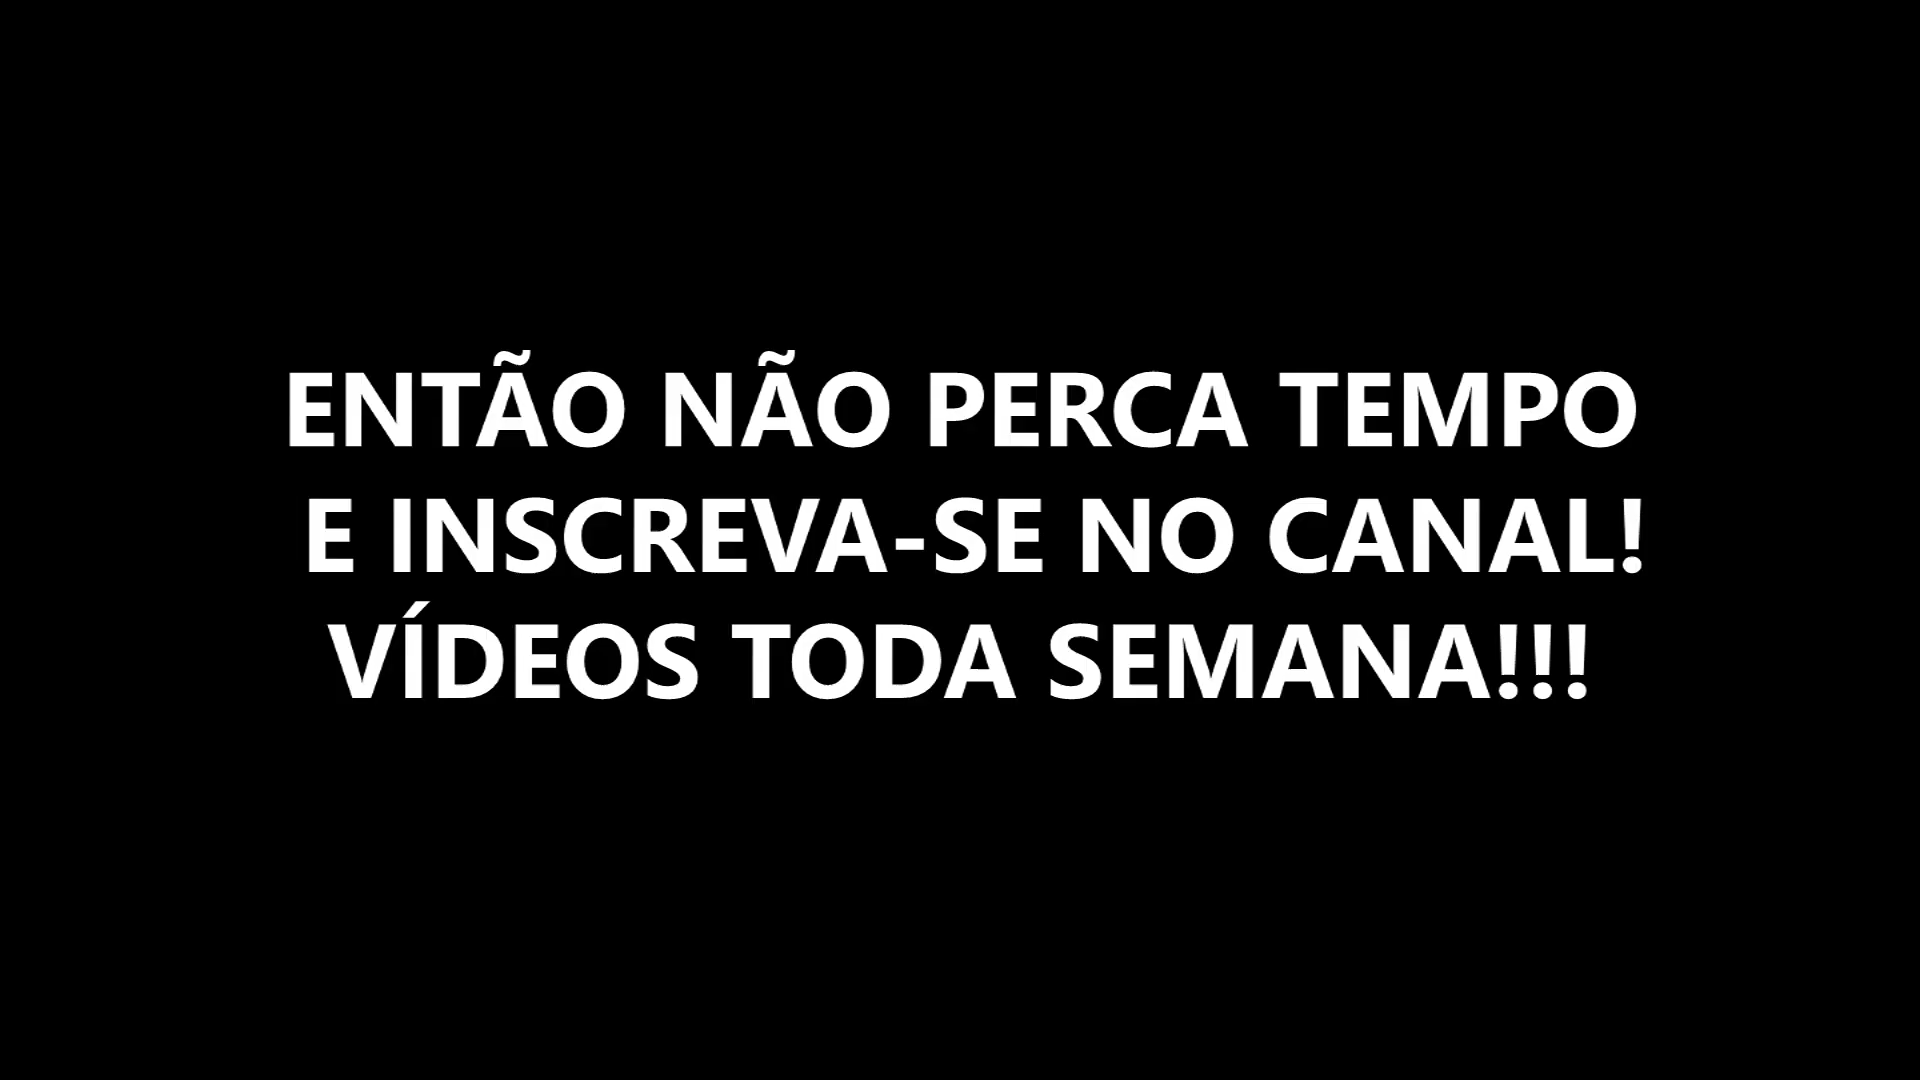 ENTÃO NÃO PERCA TEMPO
E INSCREVA-SE NO CANAL!
VÍDEOS TODA SEMANA!!!